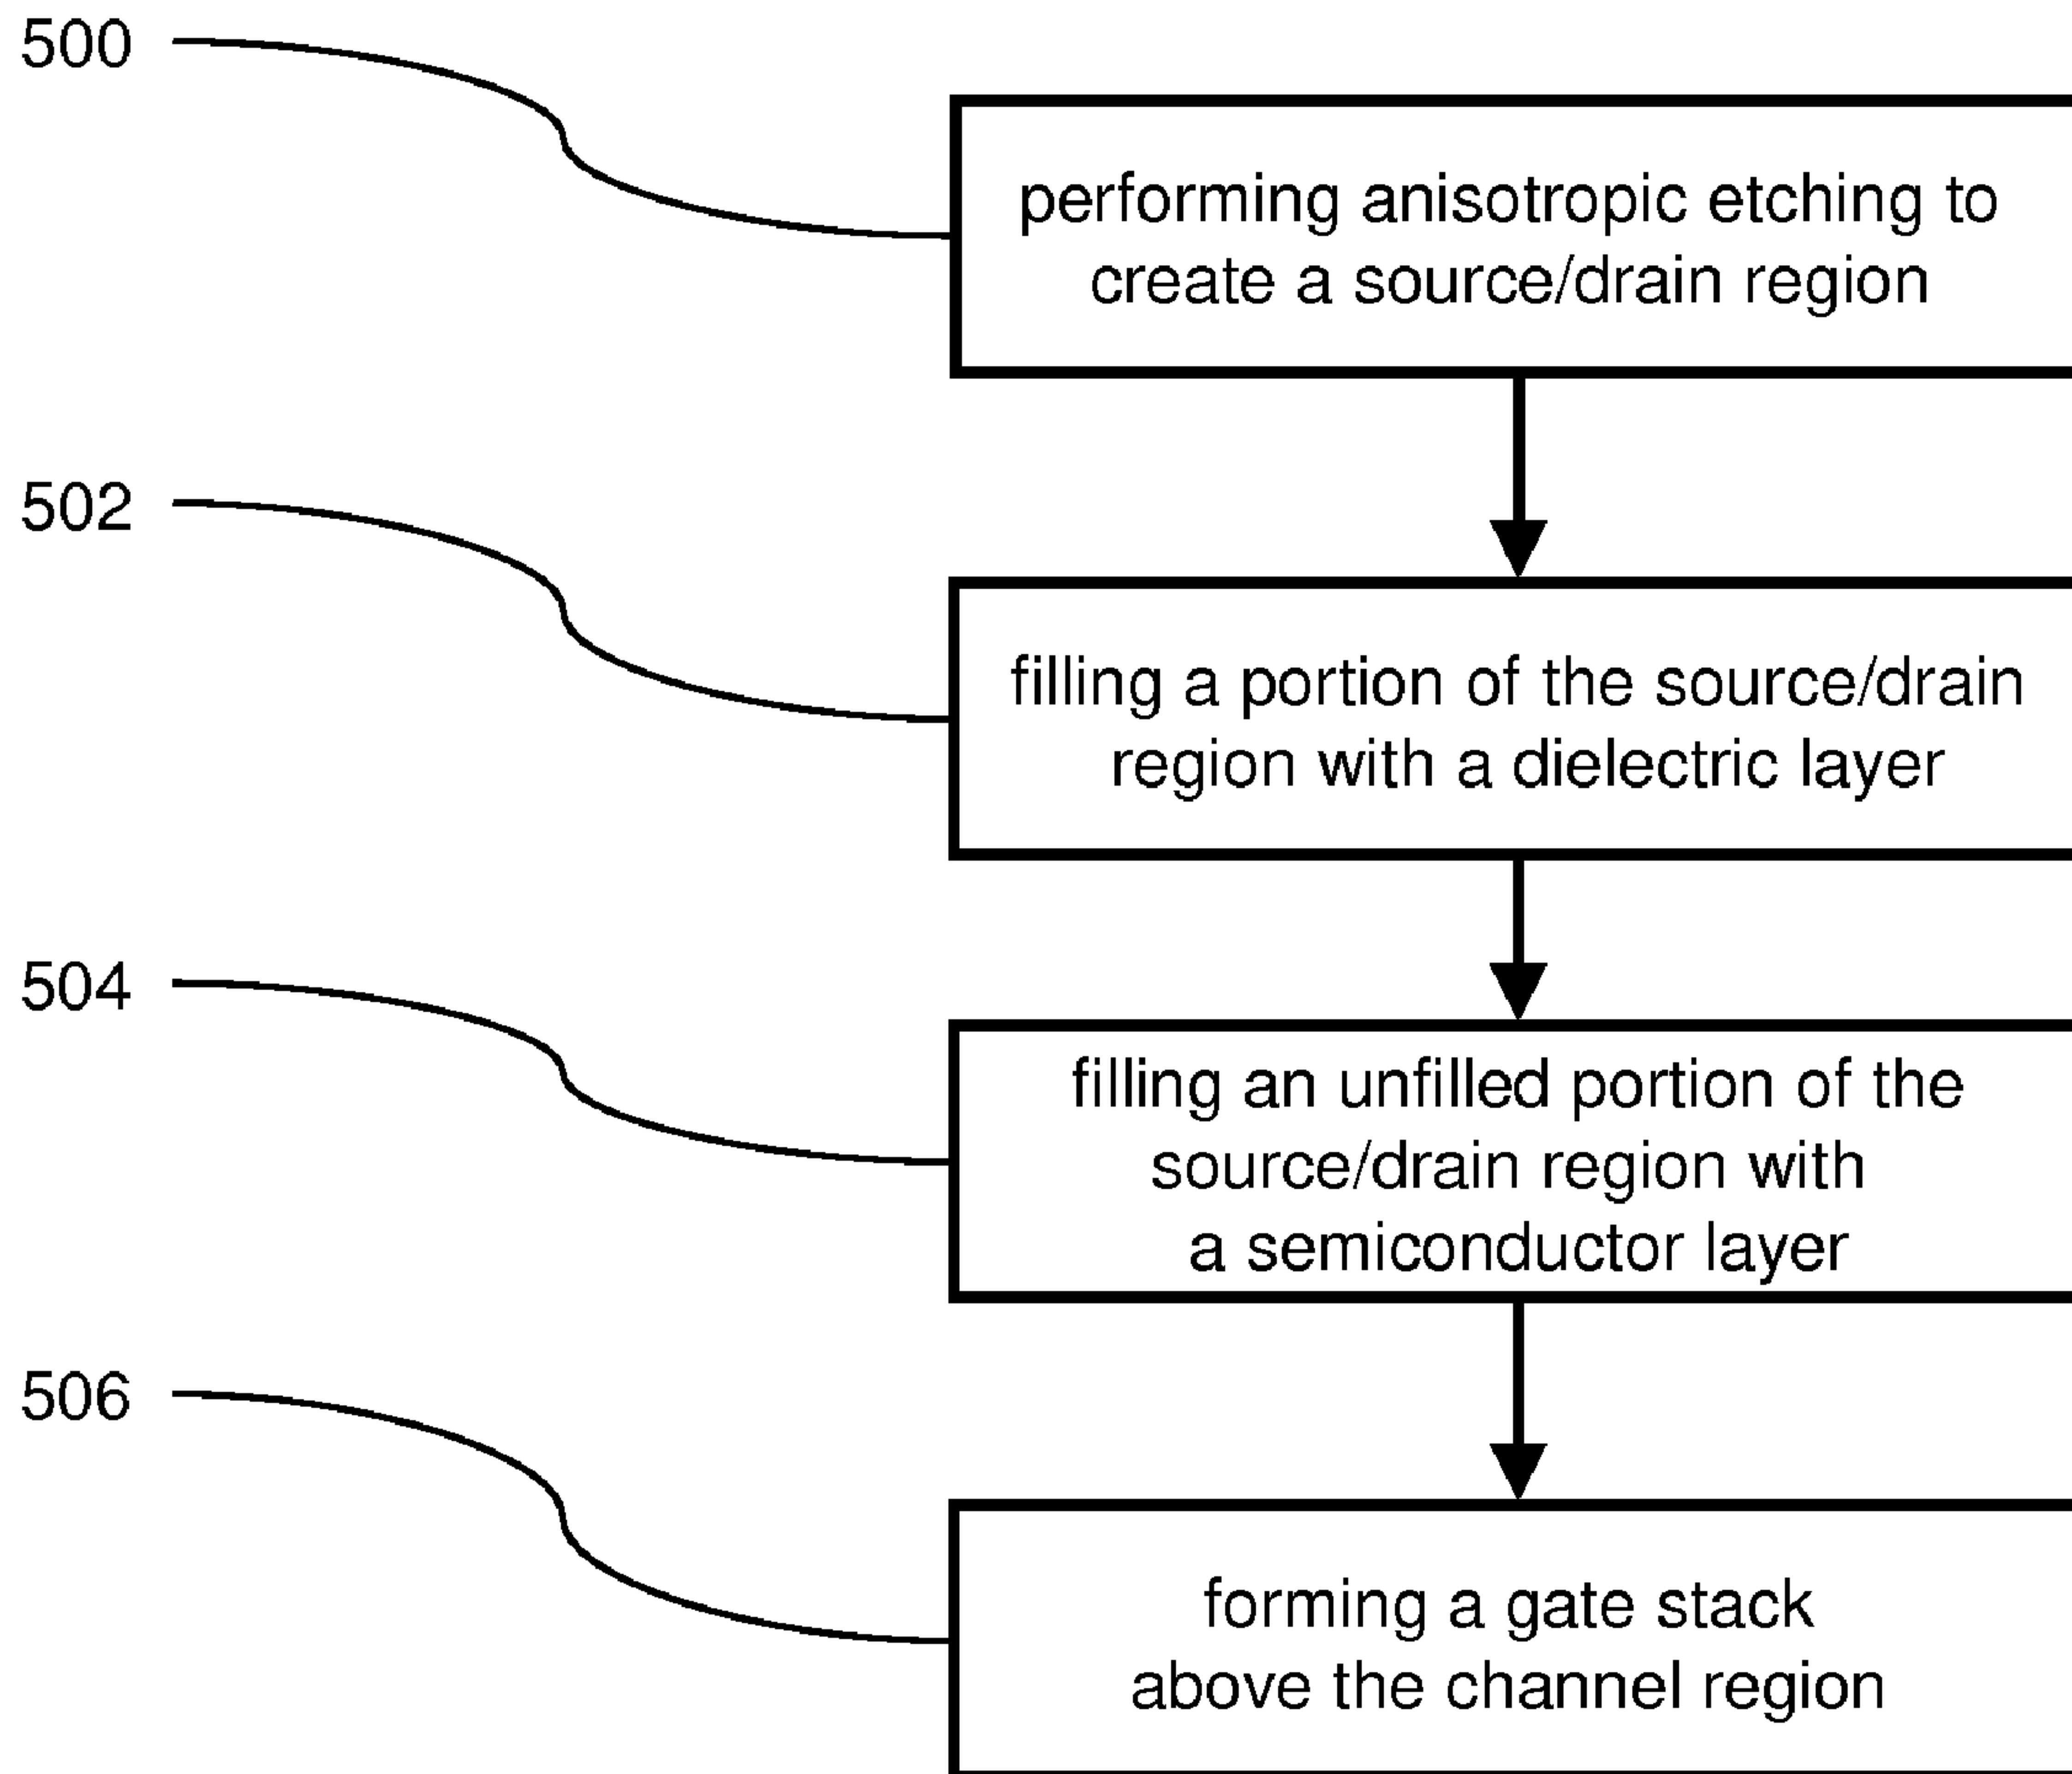 500
performing anisotropic etching to
create a source/drain region
502
filling a portion of the source/drain
region with a dielectric layer
504
filling an unfilled portion of the
source/drain region with
a semiconductor layer
506
forming a gate stack
above the channel region